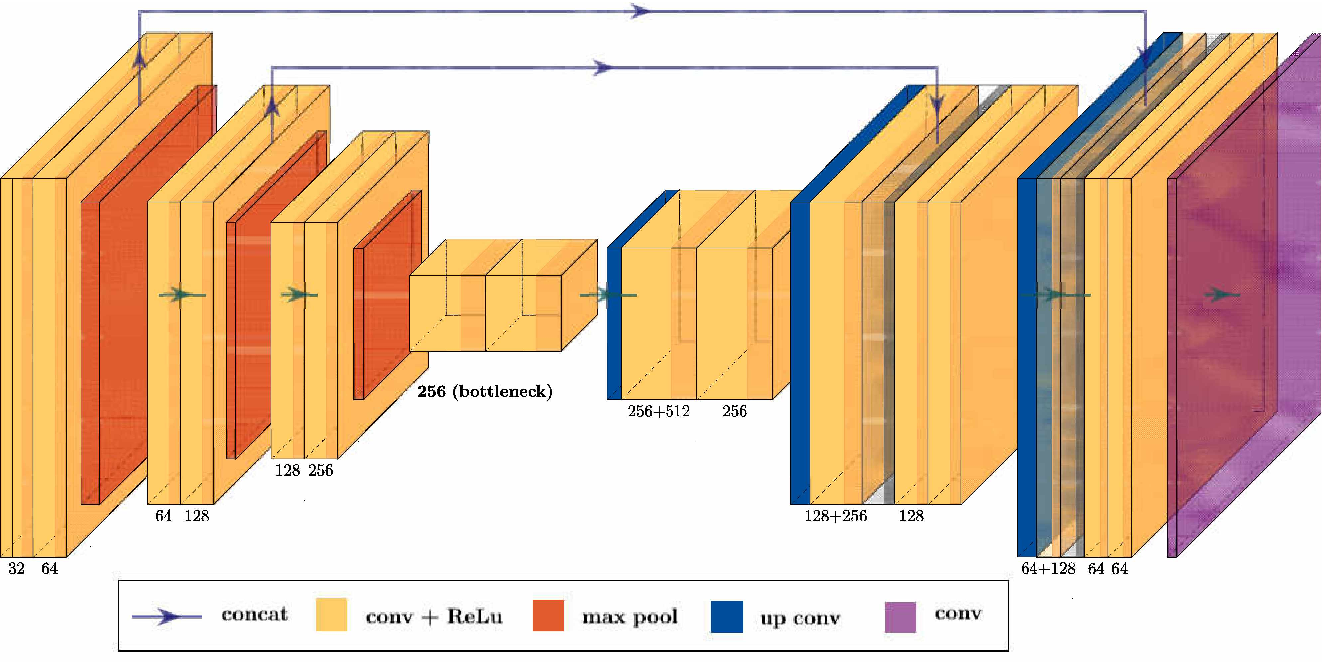 256 (bottleneck)
256+512 256
128 256
64 128
128+256 128
32 64
64+128 64 64
concat conv + ReLu max pool up conv conv